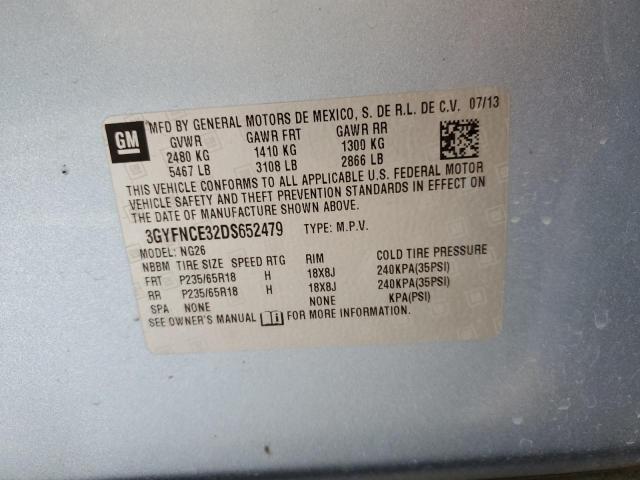 GM
MFD BY GENERAL MOTORS DE MEXICO, S. DE R.L. DE C.V. 07/13
GVWR GAWR FRT GAWR RR
2480 KG 1410 KG 1300 KG
5467 LB 3108 LB 2866 LB
THIS VEHICLE CONFORMS TO ALL APPLICABLE U.S. FEDERAL MOTOR
VEHICLE SAFETY AND THEFT PREVENTION STANDARDS IN EFFECT ON
THE DATE OF MANUFACTURE SHOWN ABOVE.
3GYFNCE32DS652479 TYPE: M.P.V.
MODEL: NG26
NBBM TIRE SIZE SPEED RTG RIM COLD TIRE PRESSURE
FRT P235/65R18 H 18X8J 240KPA(35PSI)
RR P235/65R18 H 18X8J 240KPA(35PSI)
SPA NONE NONE KPA(PSI)
SEE OWNER'S MANUAL FOR MORE INFORMATION.